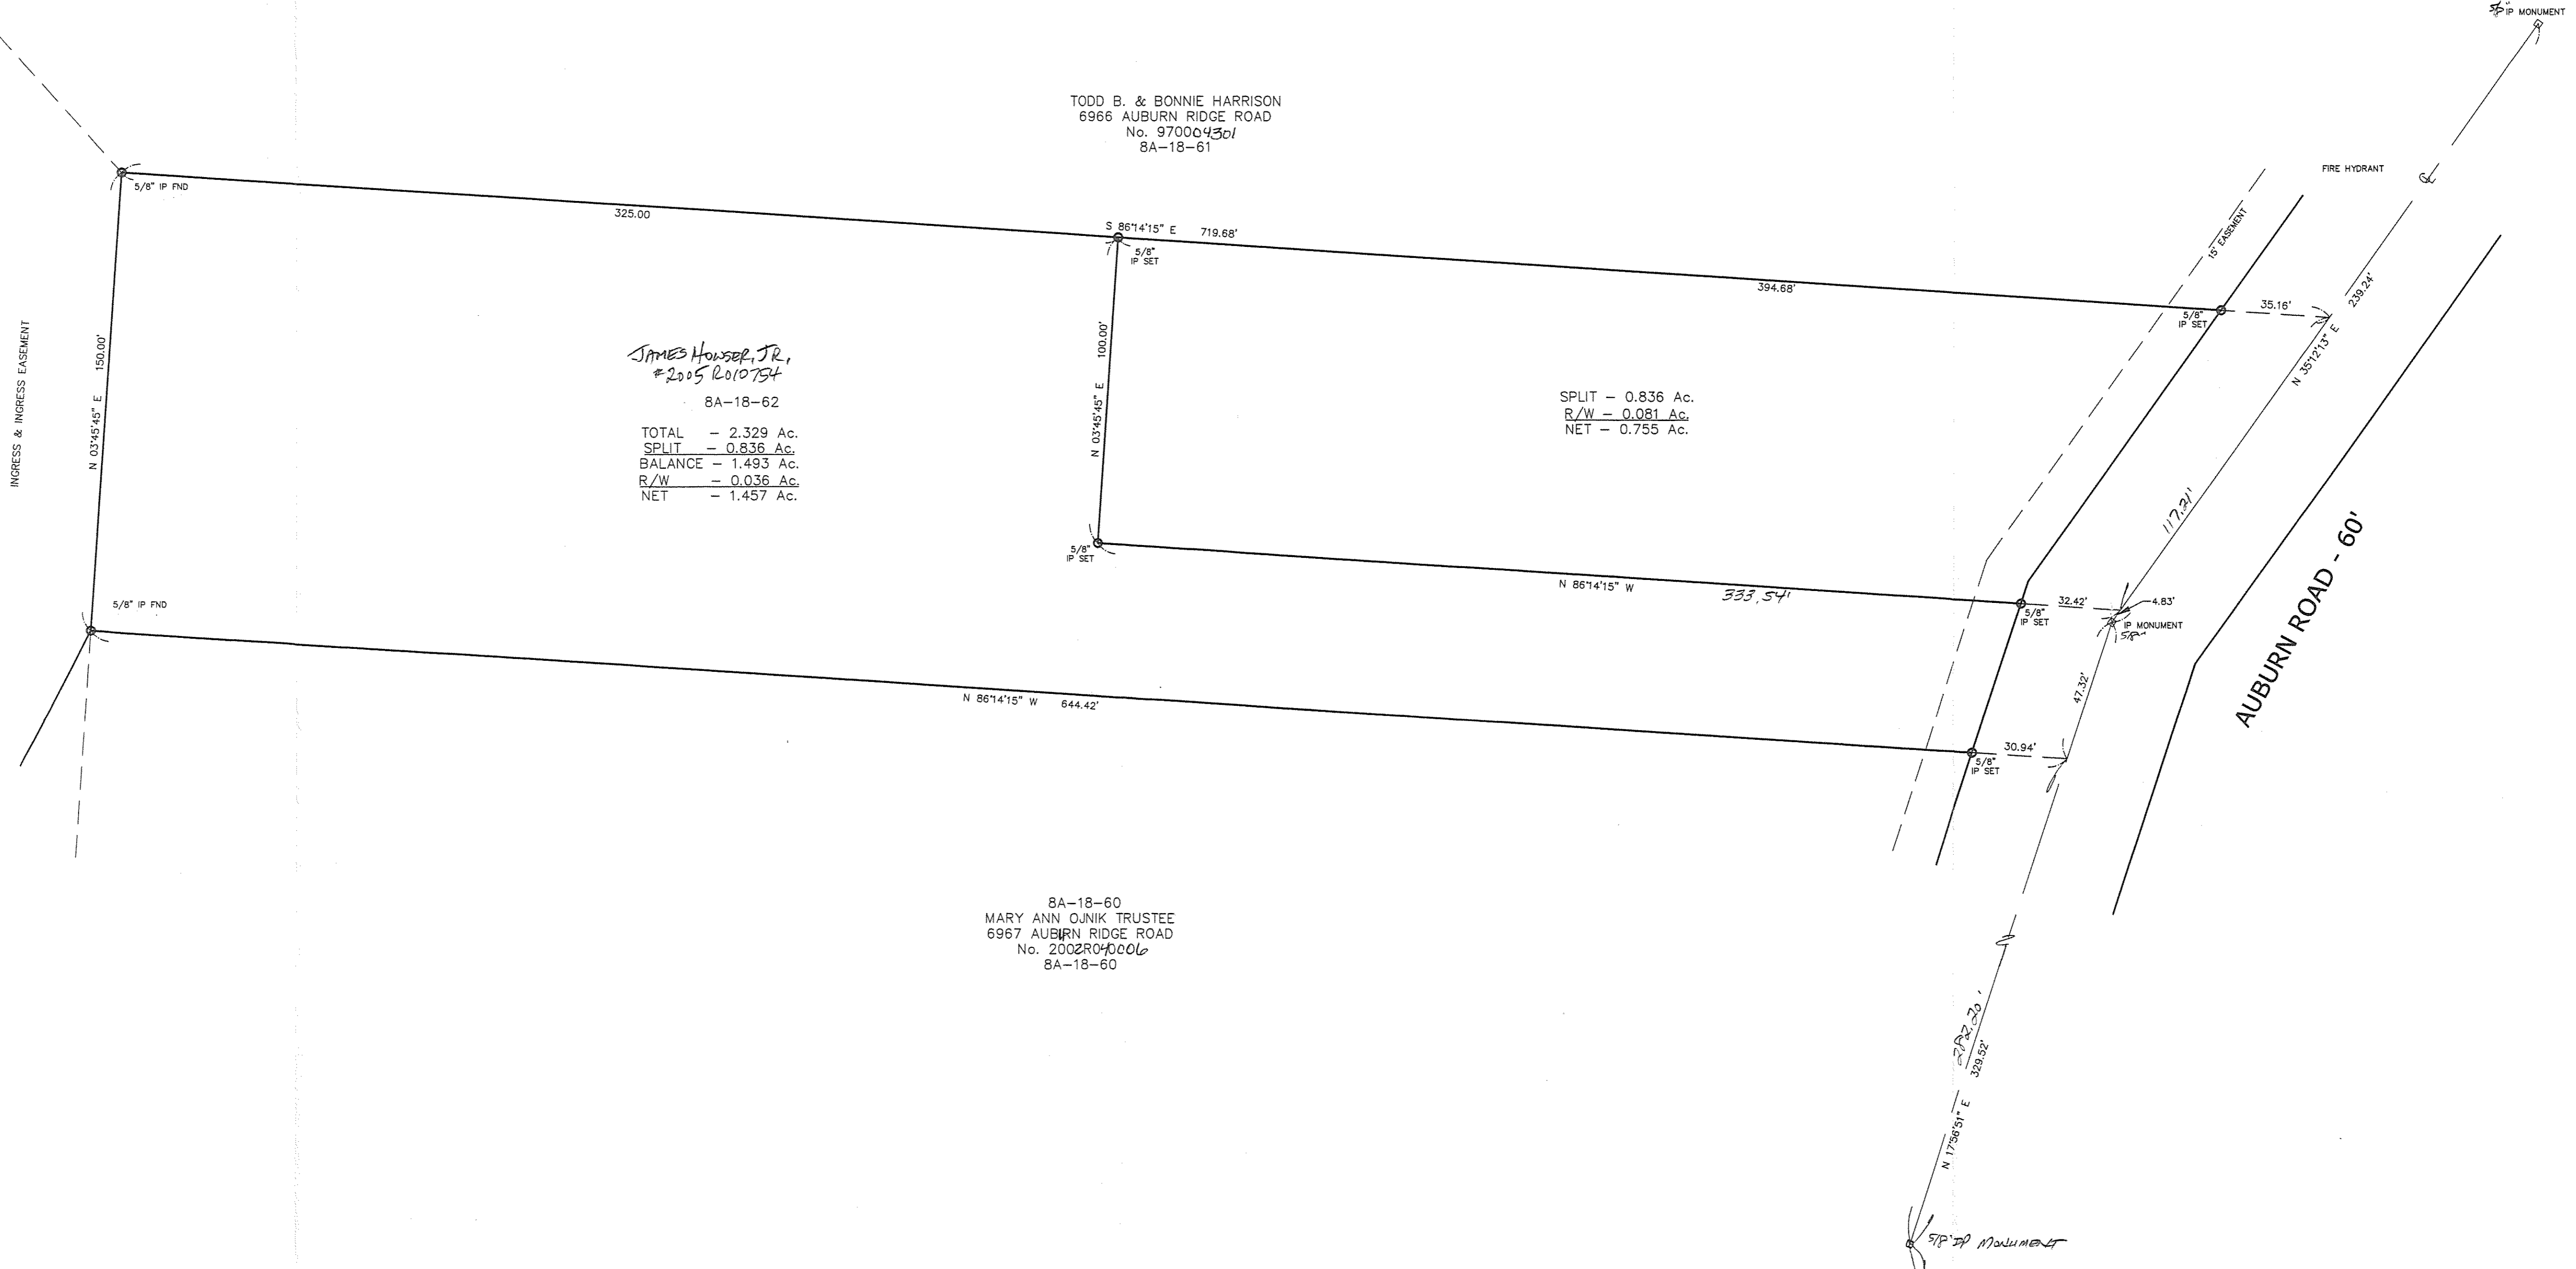 5/8" IP MONUMENT
TODD B. & BONNIE HARRISON
6966 AUBURN RIDGE ROAD
No. 970004301
8A-18-61
FIRE HYDRANT
5/8" IP FND
325.00
S 86°14'15" E 719.68'
5/8"
IP SET
15' EASEMENT
394.68'
35.16'
5/8"
IP SET
239.24'
N 35°12'13" E
INGRESS & INGRESS EASEMENT
N 03°45'45" E 150.00'
JAMES HOWSER, JR,
#2005R010754
8A-18-62
TOTAL - 2.329 Ac.
SPLIT - 0.836 Ac.
BALANCE - 1.493 Ac.
R/W - 0.036 Ac.
NET - 1.457 Ac.
N 03°45'45" E 100.00'
SPLIT - 0.836 Ac.
R/W - 0.081 Ac.
NET - 0.755 Ac.
117.21'
AUBURN ROAD - 60'
5/8"
IP SET
N 86°14'15" W 333.54'
5/8" IP FND
32.42'
4.83'
5/8"
IP SET
IP MONUMENT
5/8"
47.32'
N 86°14'15" W 644.42'
30.94'
5/8"
IP SET
8A-18-60
MARY ANN OJNIK TRUSTEE
6967 AUBURN RIDGE ROAD
No. 2002R040006
8A-18-60
282.20'
N 17°56'51" E 329.52'
5/8" IP MONUMENT